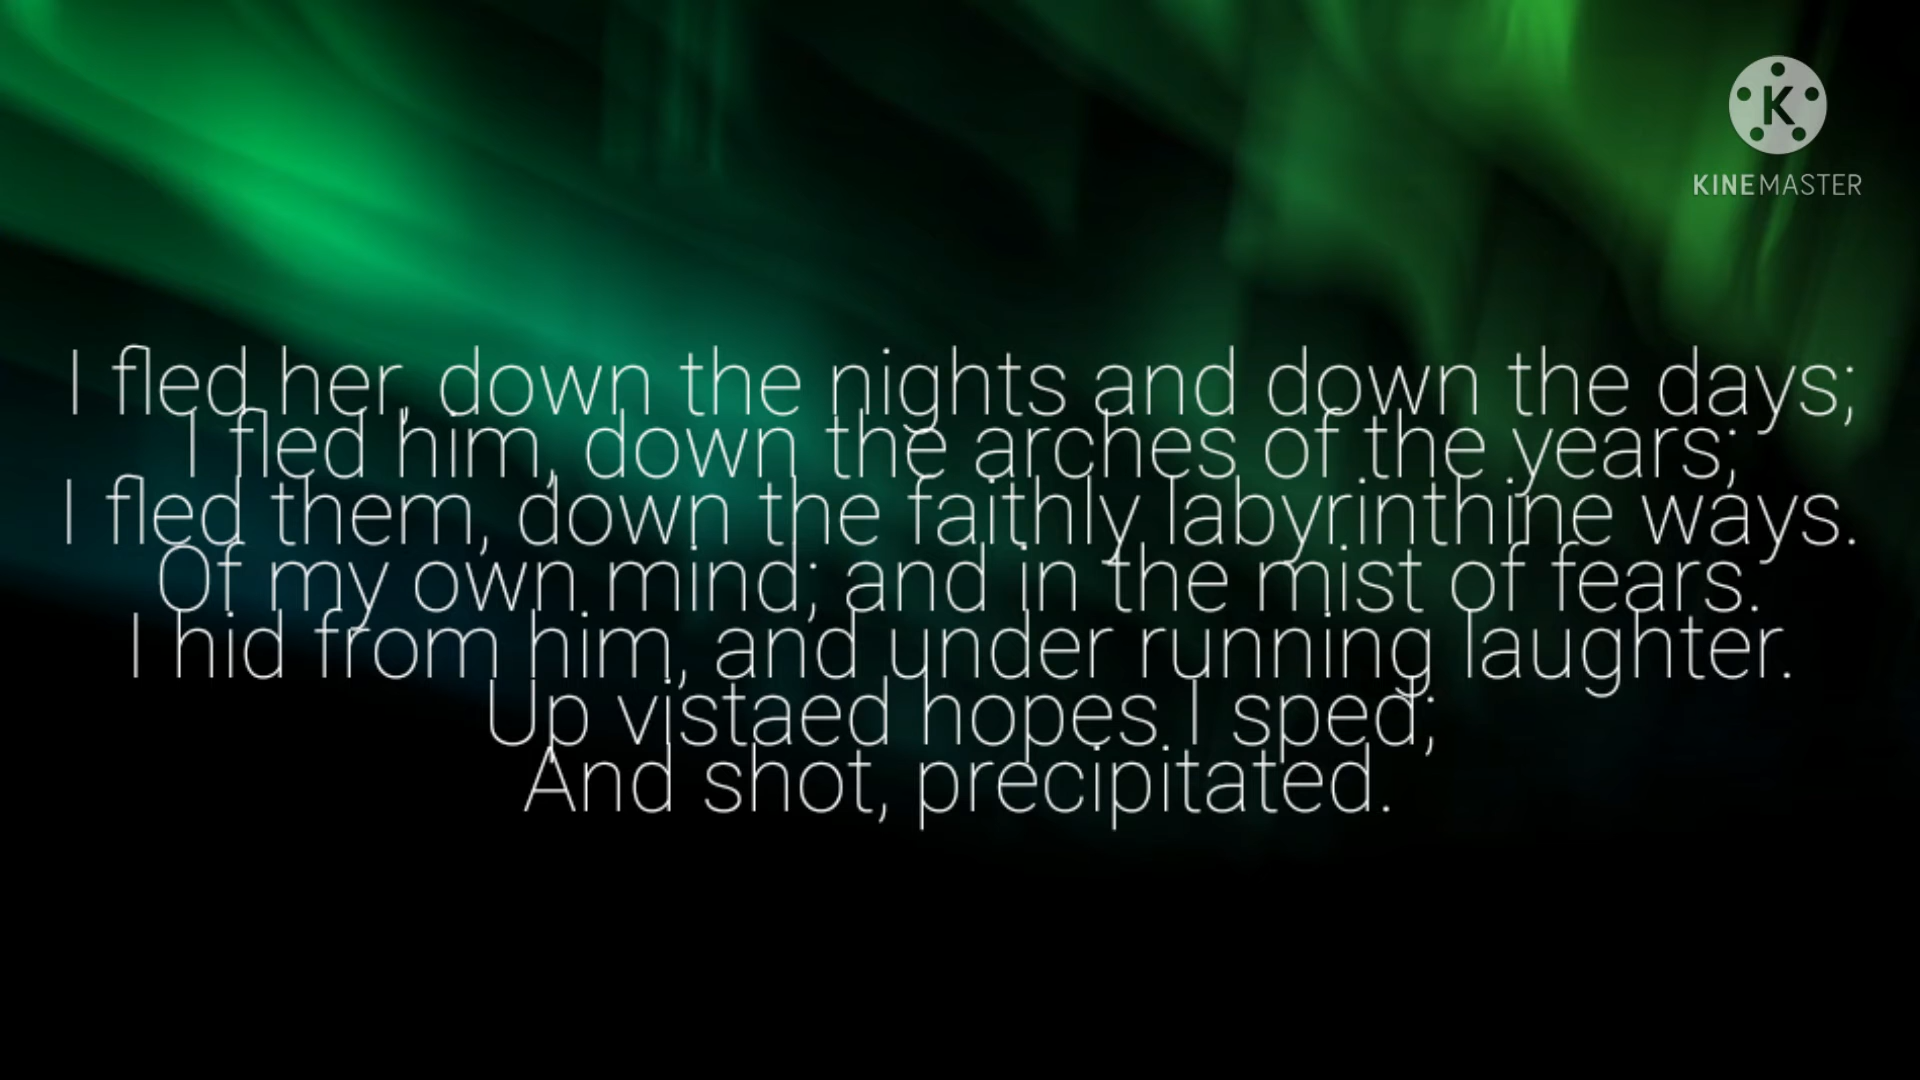 KINEMASTER
I fled her, down the nights and down the days;
I fled him, down the arches of the years;
I fled them, down the faithly labyrinthine ways.
Of my own mind; and in the mist of fears.
I hid from him, and under running laughter.
Up vistaed hopes I sped;
And shot, precipitated.